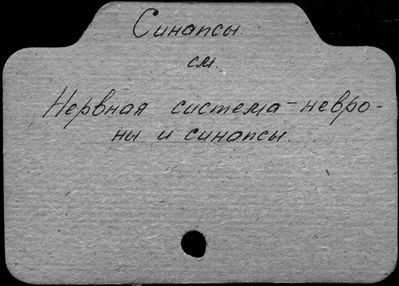 Синапсы
см.
Нервная система - невро-
ны и синапсы.